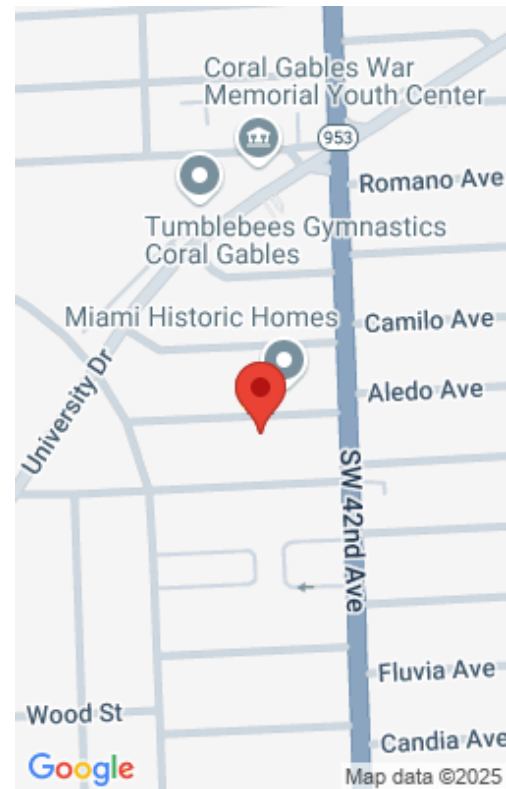 Coral Gables War
Memorial Youth Center
953
Romano Ave
Tumblebees Gymnastics
Coral Gables
Miami Historic Homes
Camilo Ave
University Dr
Aledo Ave
SW 42nd Ave
Fluvia Ave
Wood St
Candia Ave
Google
Map data ©2025